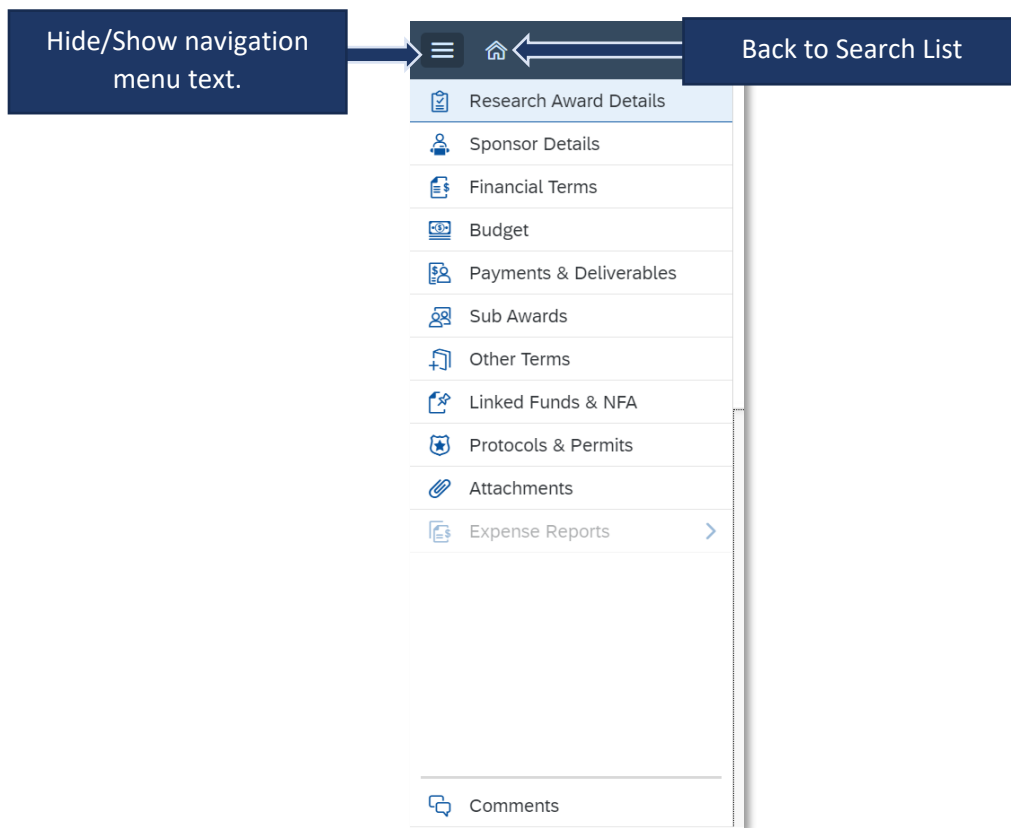 Hide/Show navigation
menu text.
Back to Search List
Research Award Details
Sponsor Details
Financial Terms
Budget
Payments & Deliverables
Sub Awards
Other Terms
Linked Funds & NFA
Protocols & Permits
Attachments
Expense Reports
Comments